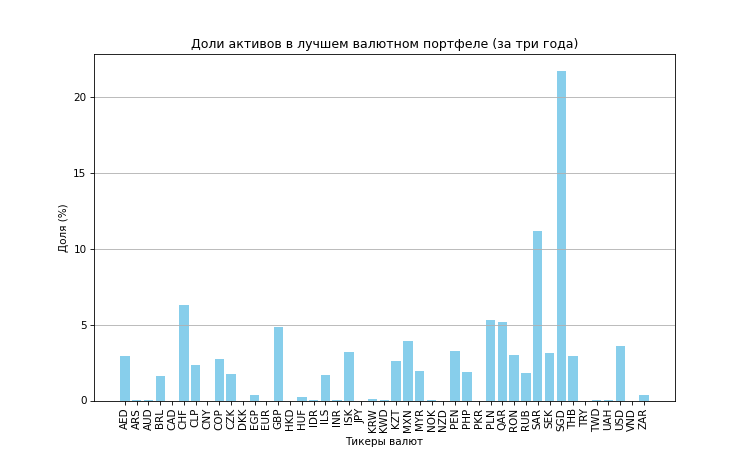 Доли активов в лучшем валютном портфеле (за три года)
Доля (%)
20
15
10
5
0
AED ARS AUD BRL CAD CHF CLP CNY COP CZK DKK EGP EUR GBP HKD HUF IDR ILS INR ISK JPY KRW KWD KZT MXN MYR NOK NZD PEN PHP PKR PLN QAR RON RUB SAR SEK SGD THB TRY TWD UAH USD VND ZAR
Тикеры валют